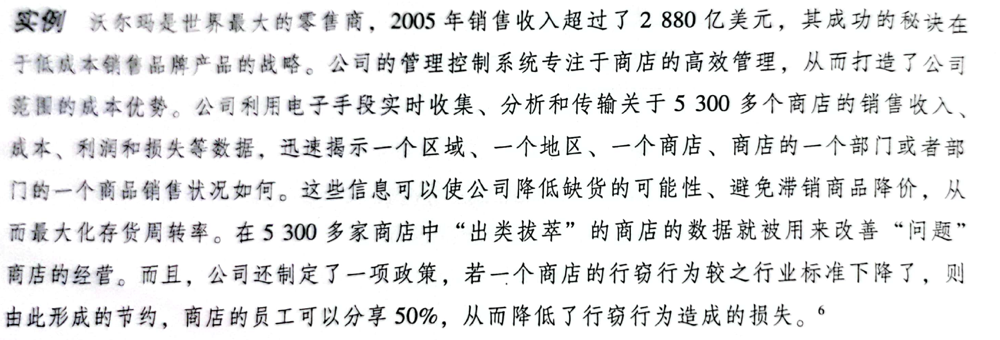 实例 沃尔玛是世界最大的零售商，2005 年销售收入超过了 2 880 亿美元，其成功的秘诀在
于低成本销售品牌产品的战略。公司的管理控制系统专注于商店的高效管理，从而打造了公司
范围的成本优势。公司利用电子手段实时收集、分析和传输关于 5 300 多个商店的销售收入、
成本、利润和损失等数据，迅速揭示一个区域、一个地区、一个商店、商店的一个部门或者部
门的一个商品销售状况如何。这些信息可以使公司降低缺货的可能性、避免滞销商品降价，从
而最大化存货周转率。在 5 300 多家商店中“出类拔萃”的商店的数据就被用来改善“问题”
商店的经营。而且，公司还制定了一项政策，若一个商店的行窃行为较之行业标准下降了，则
由此形成的节约，商店的员工可以分享 50%，从而降低了行窃行为造成的损失。6